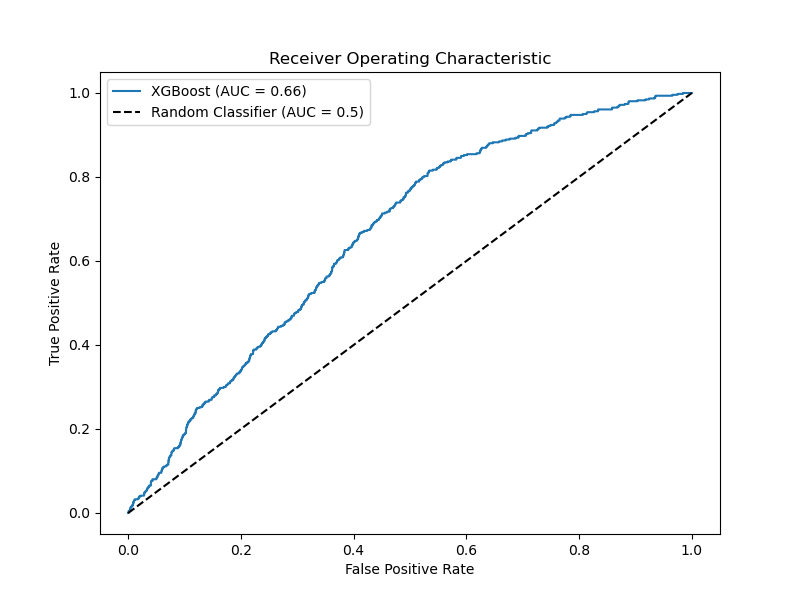 Receiver Operating Characteristic
XGBoost (AUC = 0.66)
Random Classifier (AUC = 0.5)
1.0
0.8
0.6
0.4
0.2
0.0
True Positive Rate
0.0 0.2 0.4 0.6 0.8 1.0
False Positive Rate